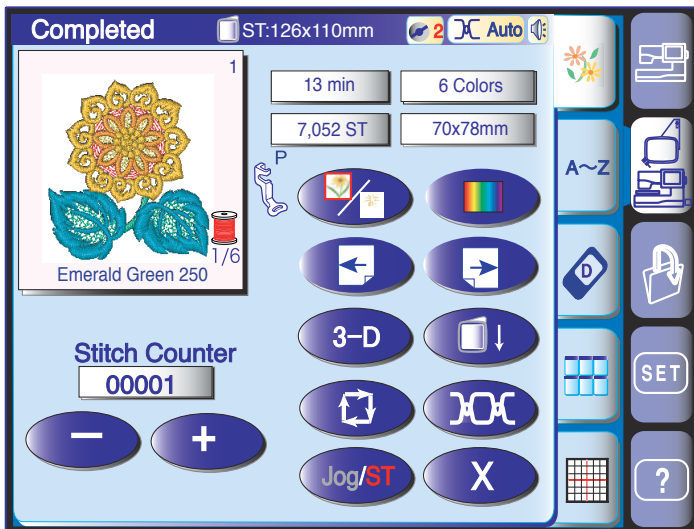 Completed
ST:126x110mm
2
Auto
1
1/6
Emerald Green 250
P
13 min
6 Colors
7,052 ST
70x78mm
3-D
Stitch Counter
00001
−
+
Jog/ST
X
A~Z
D
SET
?